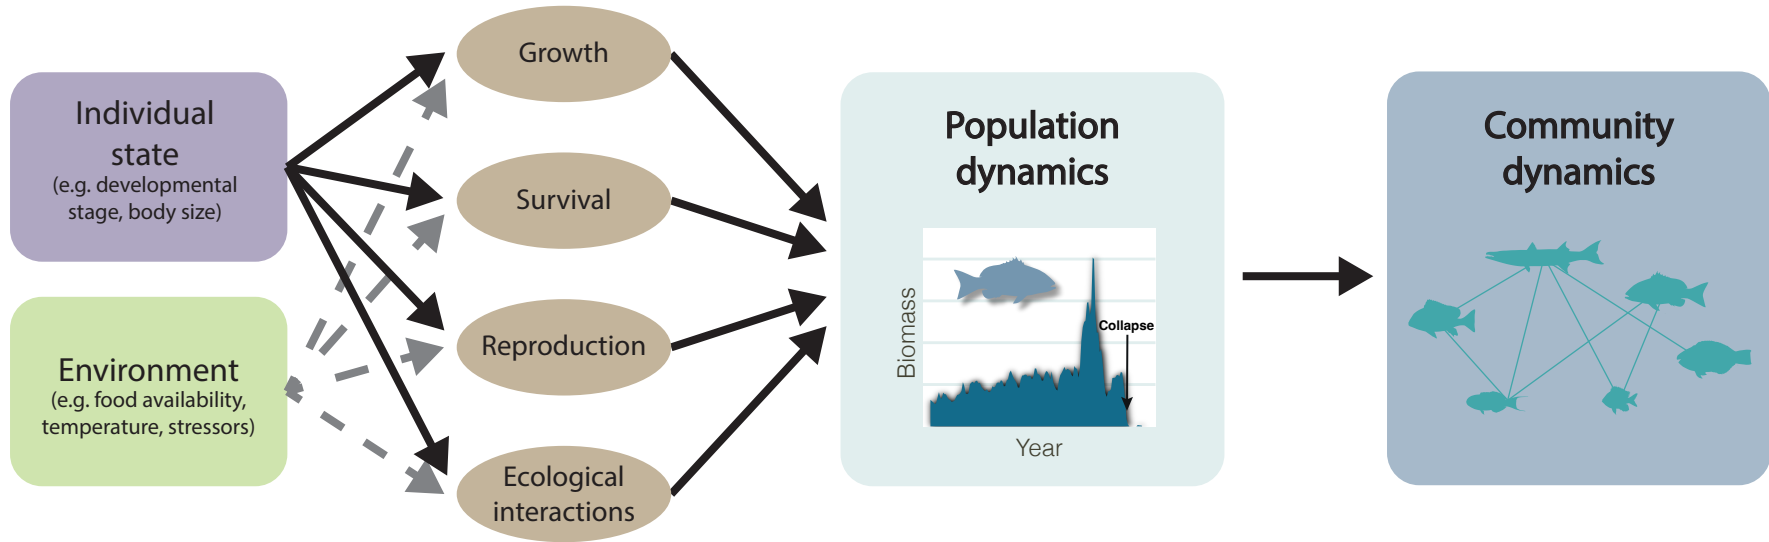 Individual
state
(e.g. developmental
stage, body size)
Environment
(e.g. food availability,
temperature, stressors)
Growth
Survival
Reproduction
Ecological
interactions
Population
dynamics
Biomass
Collapse
Year
Community
dynamics